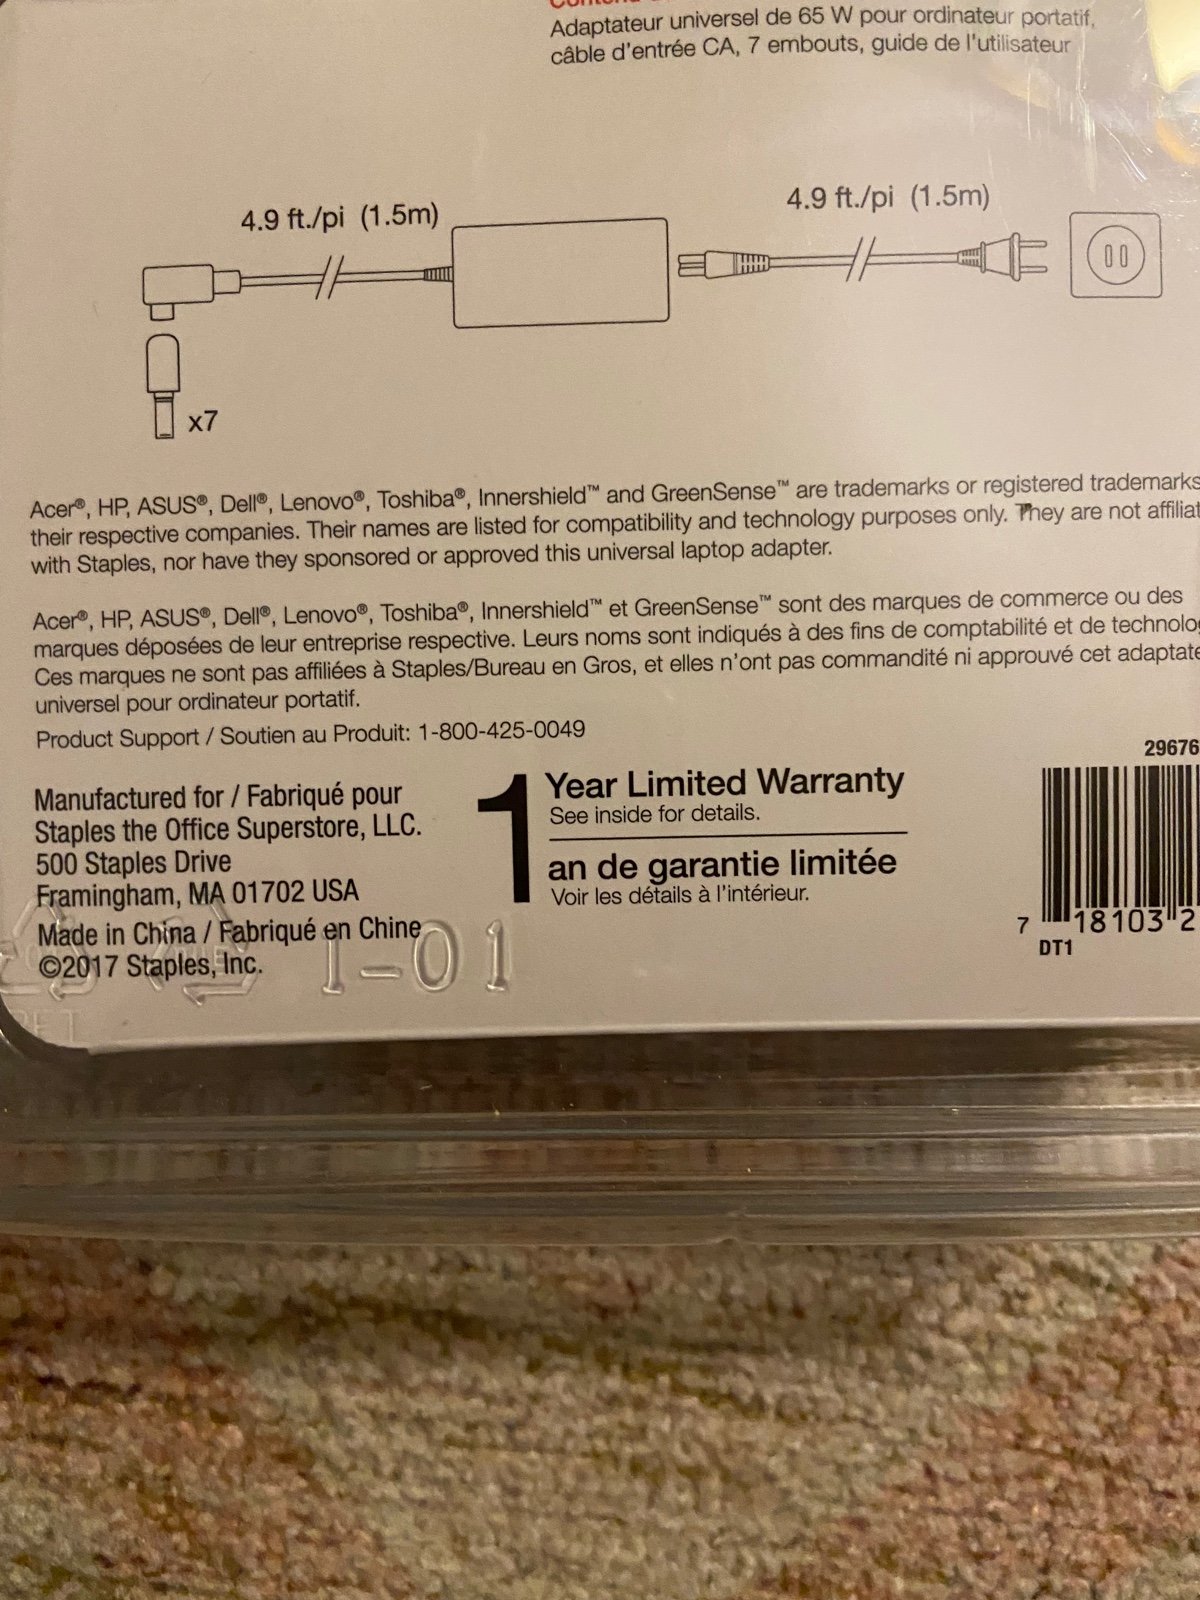 Adaptateur universel de 65 W pour ordinateur portatif,
câble d'entrée CA, 7 embouts, guide de l'utilisateur
4.9 ft./pi (1.5m)
4.9 ft./pi (1.5m)
x7
Acer®, HP, ASUS®, Dell®, Lenovo®, Toshiba®, Innershield™ and GreenSense™ are trademarks or registered trademarks
their respective companies. Their names are listed for compatibility and technology purposes only. They are not affiliat
with Staples, nor have they sponsored or approved this universal laptop adapter.
Acer®, HP, ASUS®, Dell®, Lenovo®, Toshiba®, Innershield™ et GreenSense™ sont des marques de commerce ou des
marques déposées de leur entreprise respective. Leurs noms sont indiqués à des fins de comptabilité et de technolo
Ces marques ne sont pas affiliées à Staples/Bureau en Gros, et elles n'ont pas commandité ni approuvé cet adaptate
universel pour ordinateur portatif.
Product Support / Soutien au Produit: 1-800-425-0049
Manufactured for / Fabriqué pour
Staples the Office Superstore, LLC.
500 Staples Drive
Framingham, MA 01702 USA
Made in China / Fabriqué en Chine
©2017 Staples, Inc.
1 Year Limited Warranty
See inside for details.
an de garantie limitée
Voir les détails à l'intérieur.
29676
7 18103 2
DT1
1-01
PET